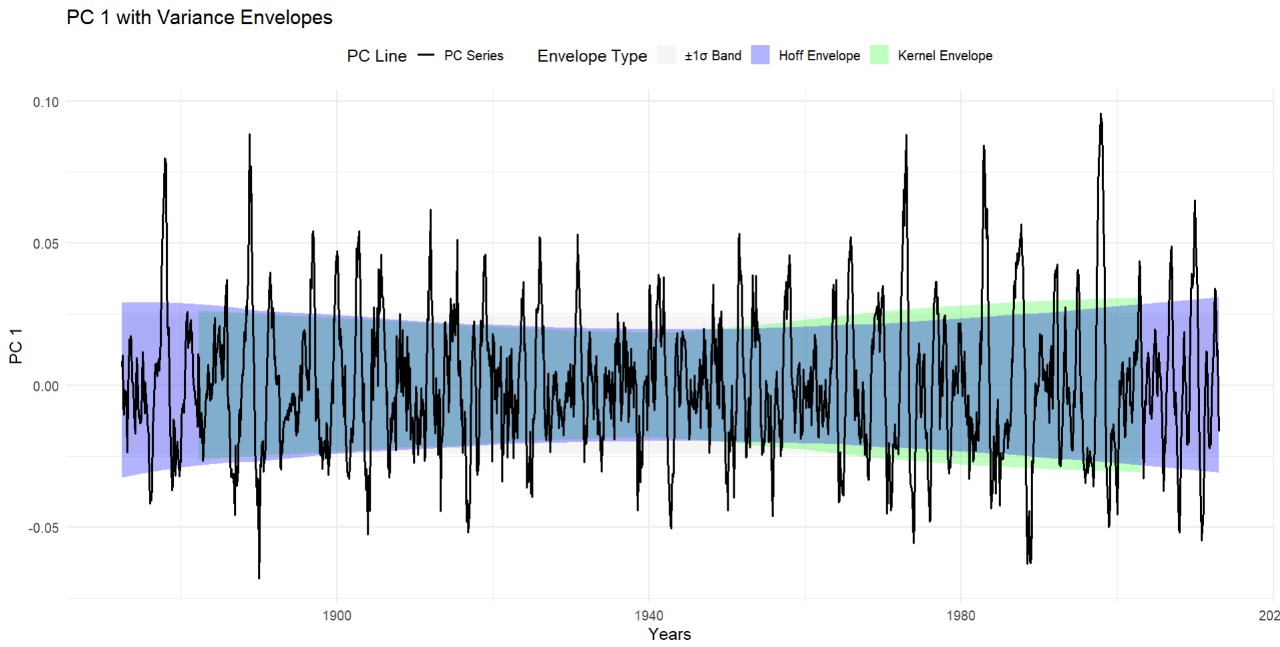 PC 1 with Variance Envelopes
PC Line PC Series Envelope Type ±1σ Band Hoff Envelope Kernel Envelope
0.10
0.05
0.00
-0.05
PC 1
1900 1940 1980 202
Years